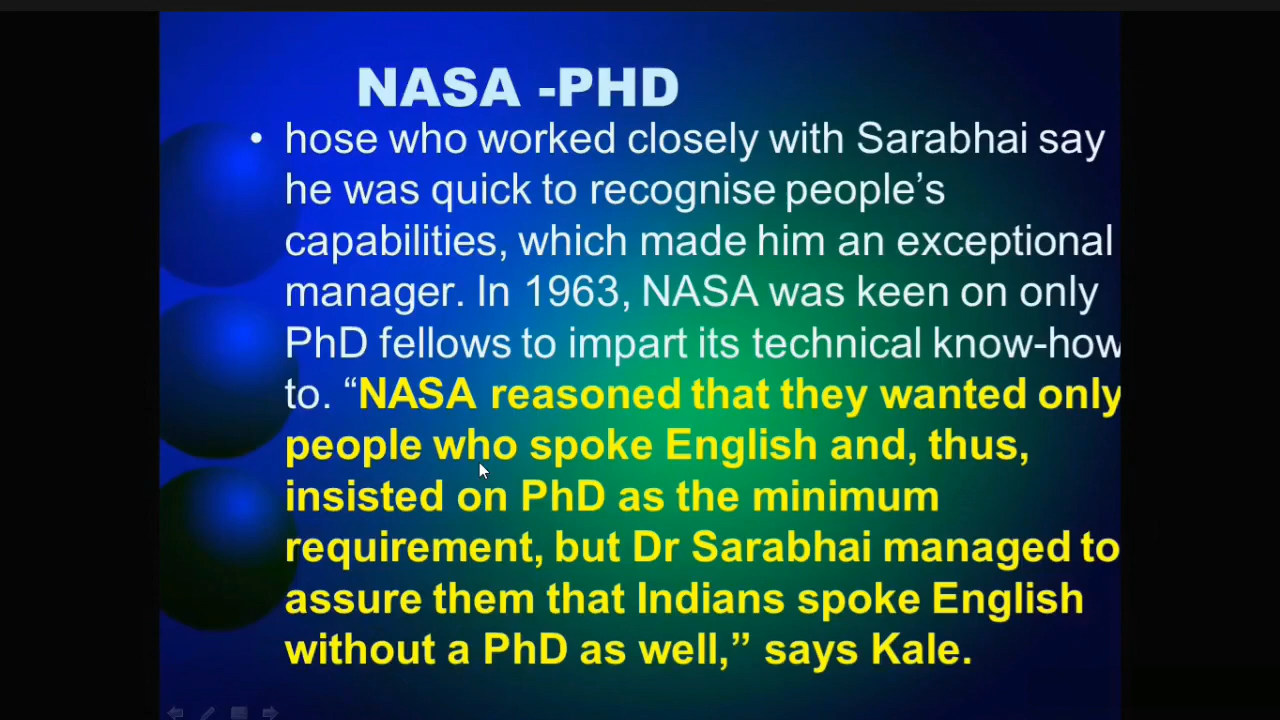 NASA -PHD
• hose who worked closely with Sarabhai say
he was quick to recognise people’s
capabilities, which made him an exceptional
manager. In 1963, NASA was keen on only
PhD fellows to impart its technical know-how
to. “NASA reasoned that they wanted only
people who spoke English and, thus,
insisted on PhD as the minimum
requirement, but Dr Sarabhai managed to
assure them that Indians spoke English
without a PhD as well,” says Kale.